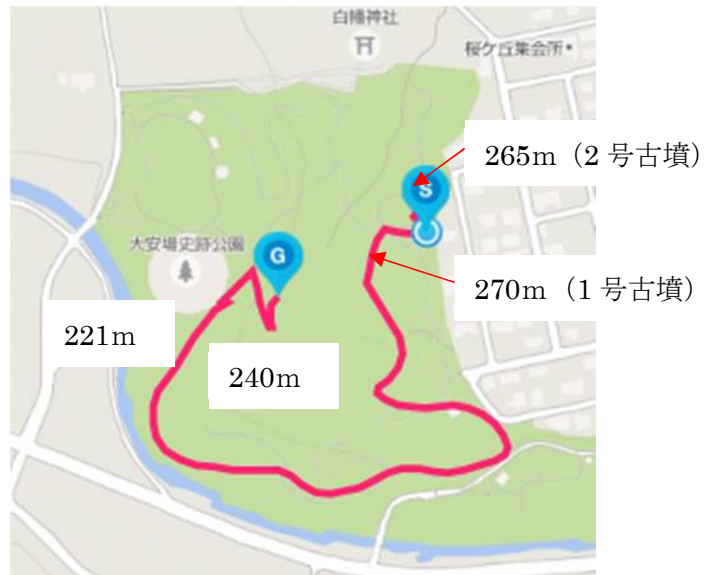 白幡神社
桜ケ丘集会所
265m（2 号古墳）
S
大安場史跡公園
G
270m（1 号古墳）
221m
240m